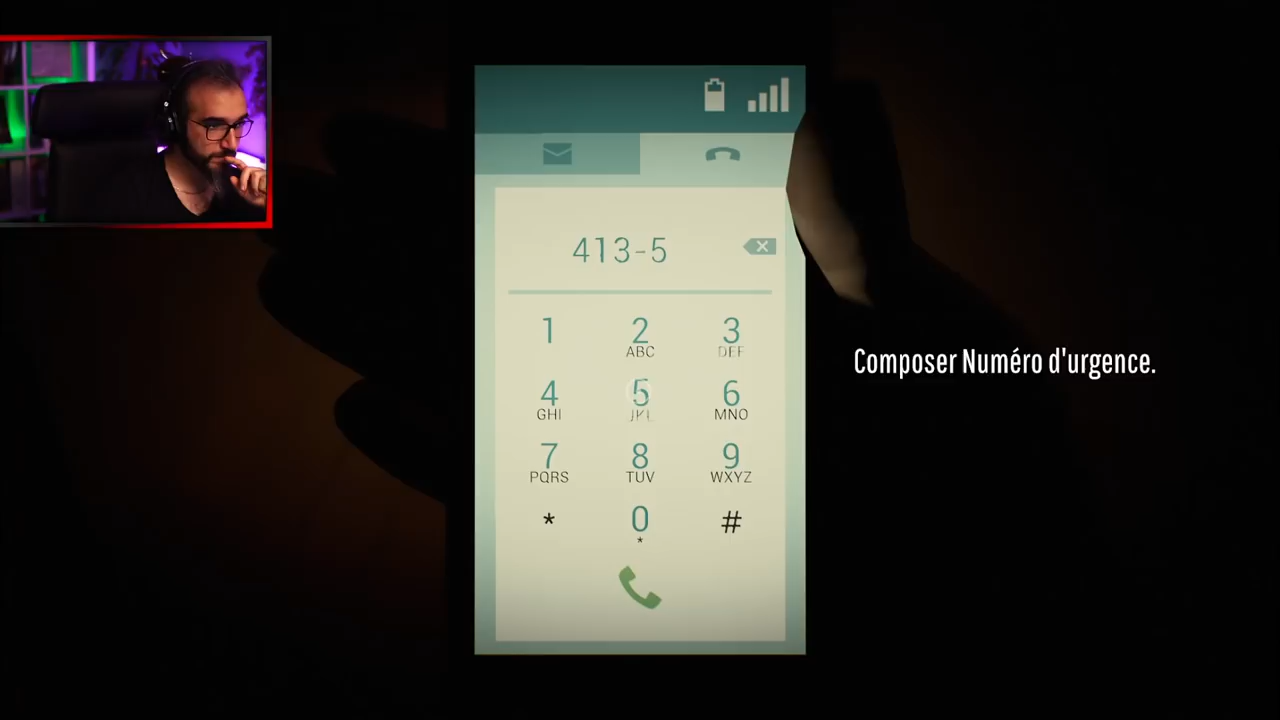 413-5
1 2 3
ABC DEF
4 5 6
GHI JKL MNO
7 8 9
PQRS TUV WXYZ
* 0 #
*
Composer Numéro d'urgence.